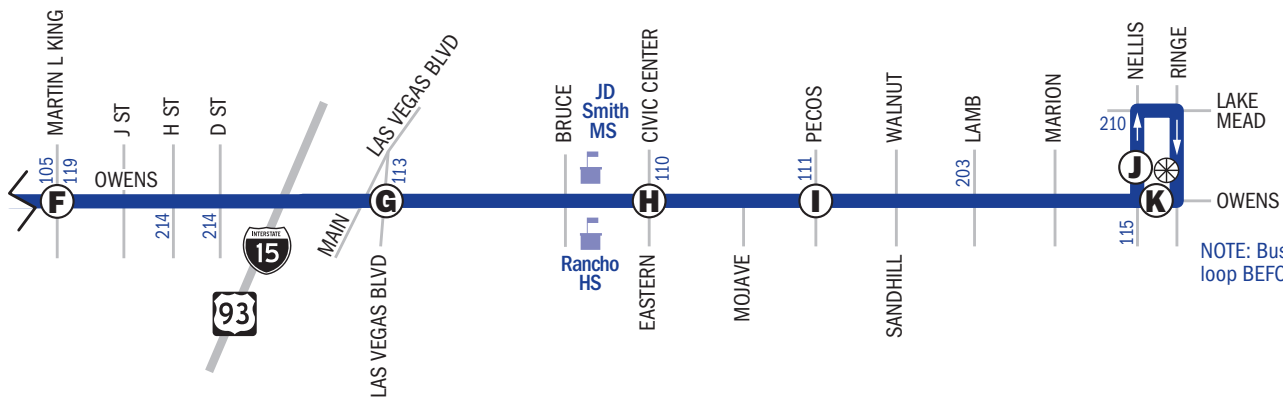 MARTIN L KING
105
119
J ST
OWENS
H ST
214
D ST
214
INTERSTATE
15
93
MAIN
LAS VEGAS BLVD
113
LAS VEGAS BLVD
BRUCE
JD
Smith
MS
Rancho
HS
CIVIC CENTER
110
EASTERN
MOJAVE
PECOS
111
WALNUT
SANDHILL
LAMB
203
MARION
NELLIS
RINGE
210
LAKE
MEAD
115
OWENS
F
G
H
I
J
K
NOTE: Bus
loop BEFO